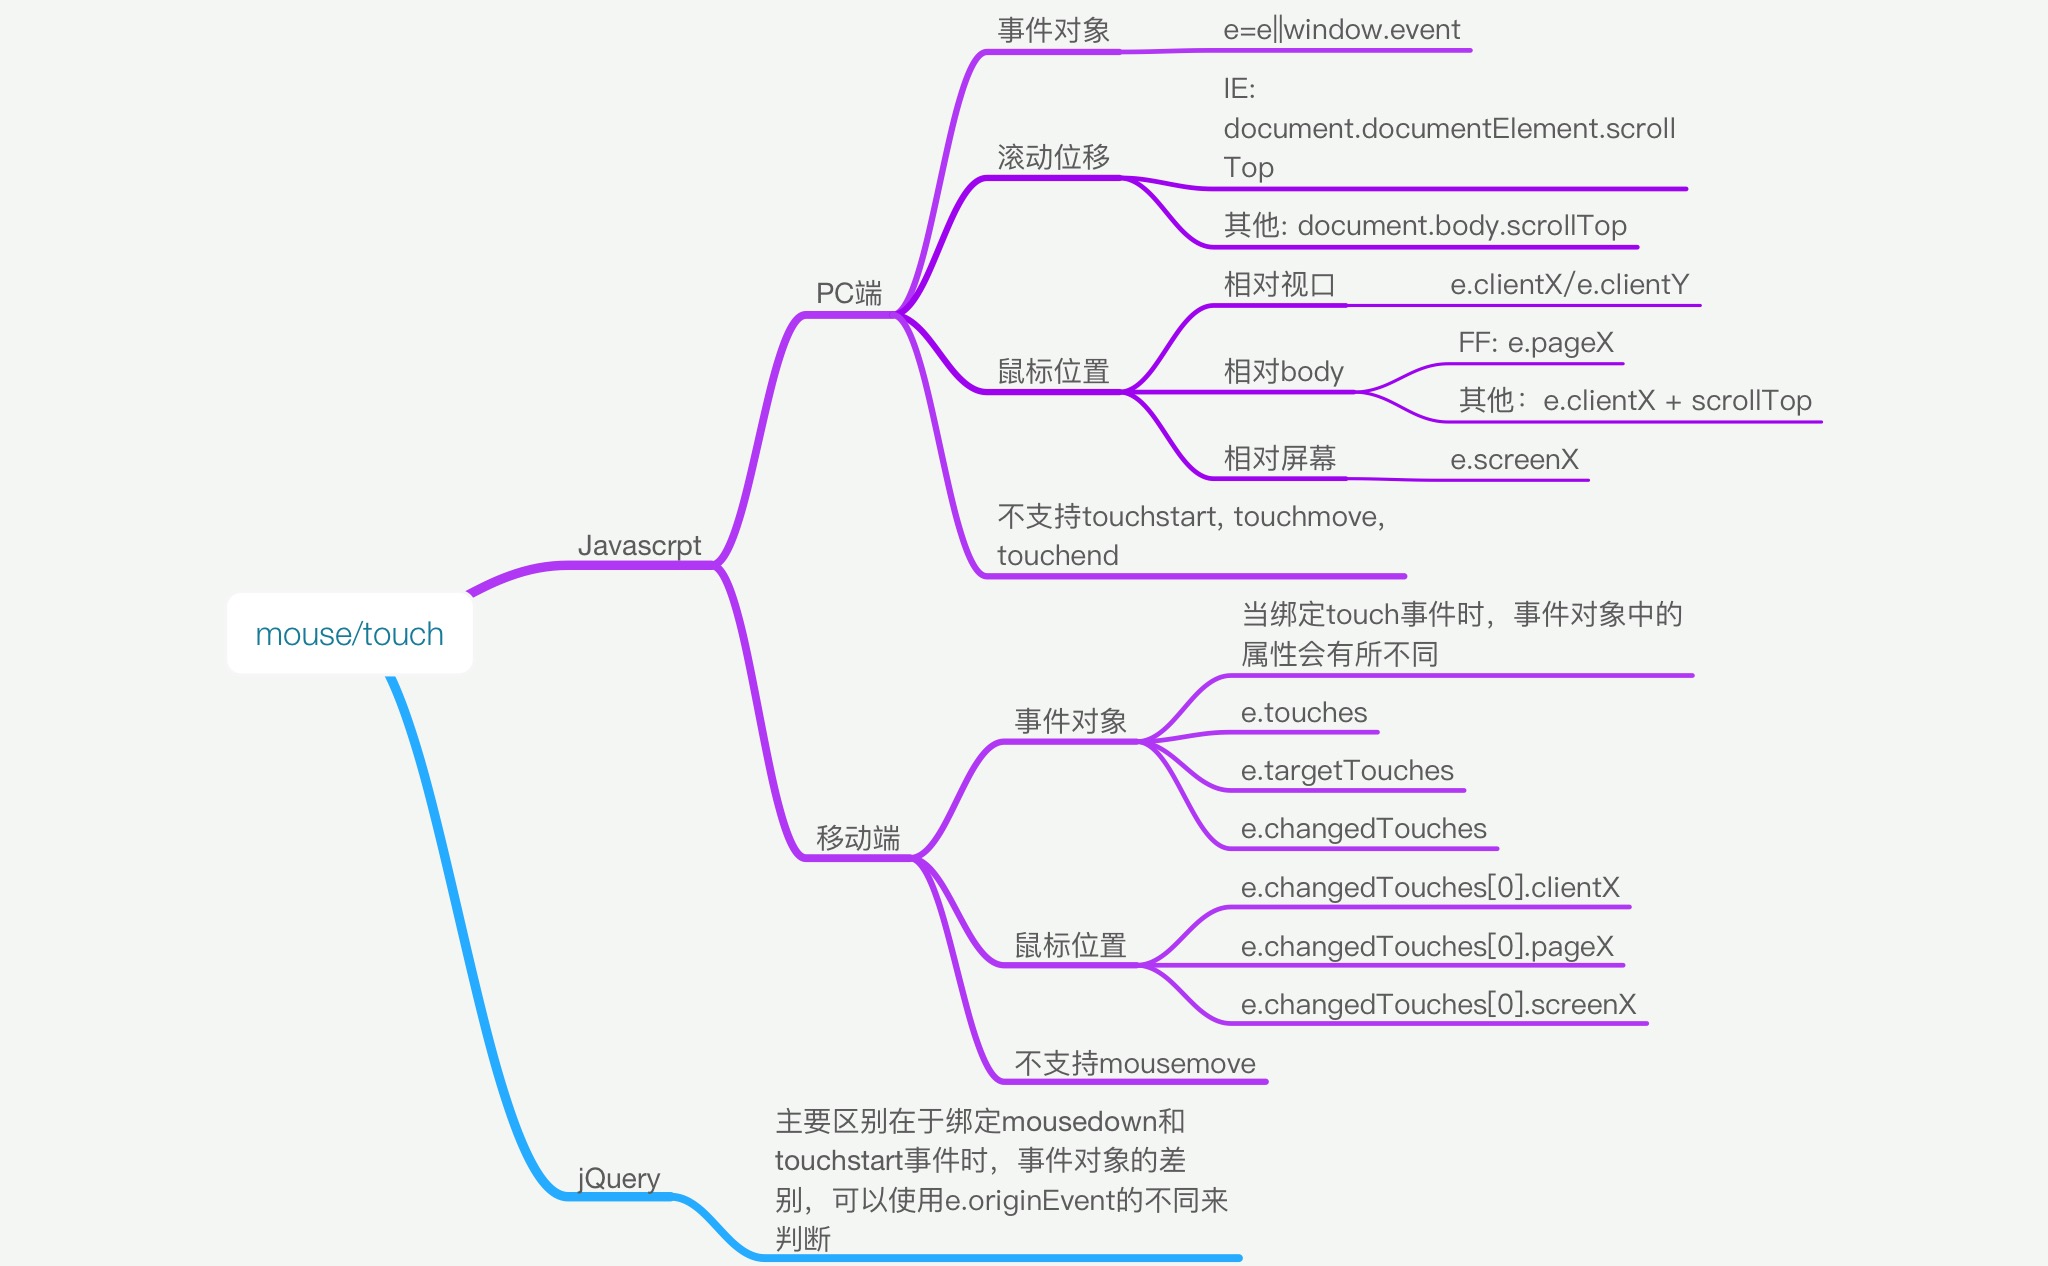 mouse/touch
Javascrpt
PC端
事件对象
e=e||window.event
滚动位移
IE:
document.documentElement.scroll
Top
其他: document.body.scrollTop
鼠标位置
相对视口
e.clientX/e.clientY
相对body
FF: e.pageX
其他：e.clientX + scrollTop
相对屏幕
e.screenX
不支持touchstart, touchmove,
touchend
移动端
事件对象
当绑定touch事件时，事件对象中的
属性会有所不同
e.touches
e.targetTouches
e.changedTouches
鼠标位置
e.changedTouches[0].clientX
e.changedTouches[0].pageX
e.changedTouches[0].screenX
不支持mousemove
jQuery
主要区别在于绑定mousedown和
touchstart事件时，事件对象的差
别，可以使用e.originEvent的不同来
判断